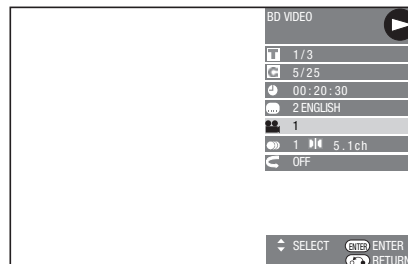 BD VIDEO
T 1/3
C 5/25
00:20:30
2 ENGLISH
1
1 5.1ch
OFF
SELECT ENTER ENTER
RETURN